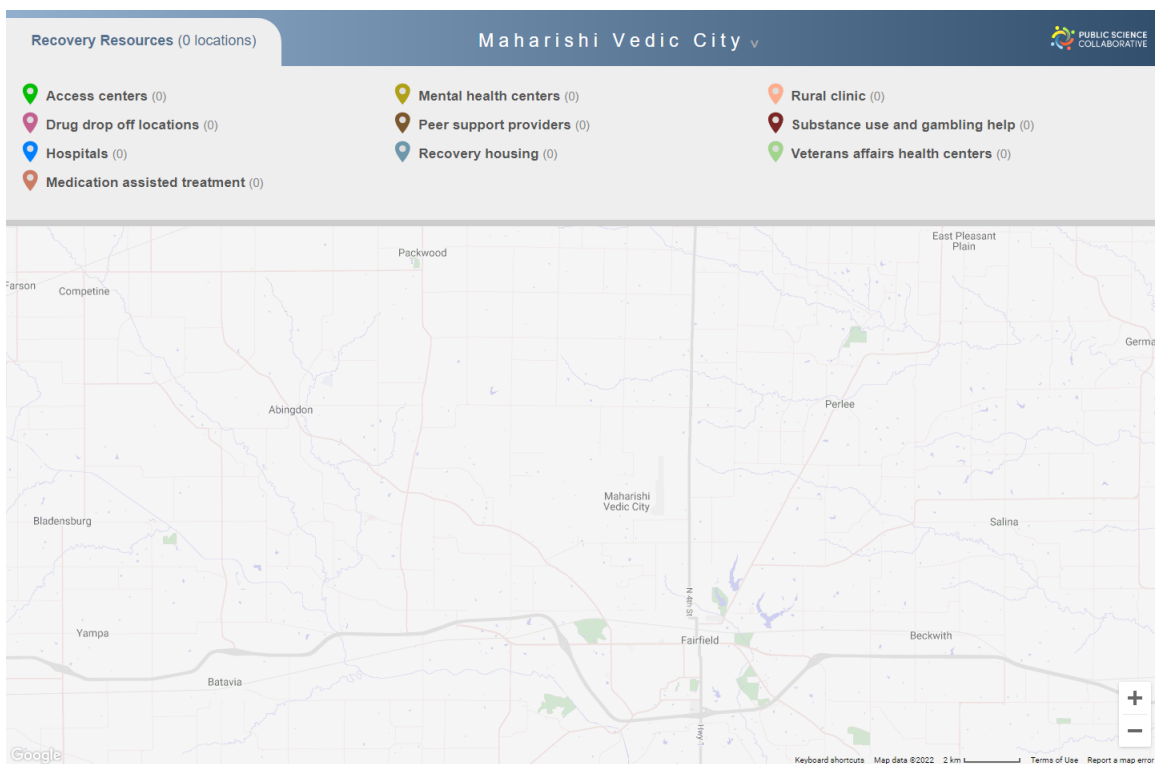 Recovery Resources (0 locations)
Maharishi Vedic City v
PUBLIC SCIENCE
COLLABORATIVE
Access centers (0)
Mental health centers (0)
Rural clinic (0)
Drug drop off locations (0)
Peer support providers (0)
Substance use and gambling help (0)
Hospitals (0)
Recovery housing (0)
Veterans affairs health centers (0)
Medication assisted treatment (0)
East Pleasant
Plain
Packwood
Farson
Competine
Germa
Abingdon
Perlee
Maharishi
Vedic City
Bladensburg
Salina
N 4th St
Yampa
Fairfield
Beckwith
Batavia
+
−
Google
Keyboard shortcuts Map data ©2022 2 km Terms of Use Report a map error